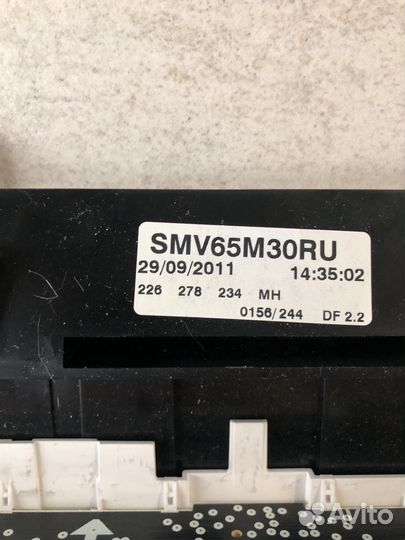 SMV65M30RU
29/09/2011 14:35:02
226 278 234 MH
0156/244 DF 2.2
Avito